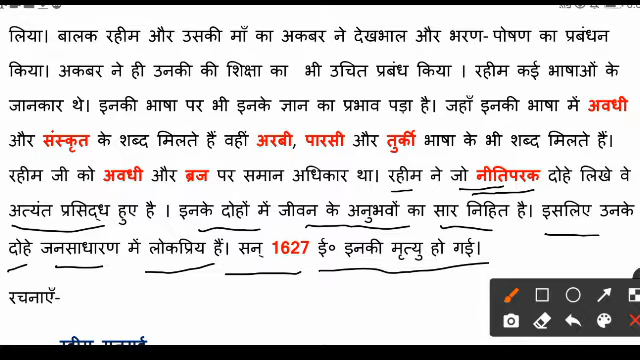 लिया। बालक रहीम और उसकी माँ का अकबर ने देखभाल और भरण- पोषण का प्रबंधन
किया। अकबर ने ही उनकी की शिक्षा का भी उचित प्रबंध किया । रहीम कई भाषाओं के
जानकार थे। इनकी भाषा पर भी इनके ज्ञान का प्रभाव पड़ा है। जहाँ इनकी भाषा में अवधी
और संस्कृत के शब्द मिलते हैं वहीं अरबी, पारसी और तुर्की भाषा के भी शब्द मिलते हैं।
रहीम जी को अवधी और ब्रज पर समान अधिकार था। रहीम ने जो नीतिपरक दोहे लिखे वे
अत्यंत प्रसिद्ध हुए है । इनके दोहों में जीवन के अनुभवों का सार निहित है। इसलिए उनके
दोहे जनसाधारण में लोकप्रिय हैं। सन् 1627 ई० इनकी मृत्यु हो गई।
रचनाएँ-